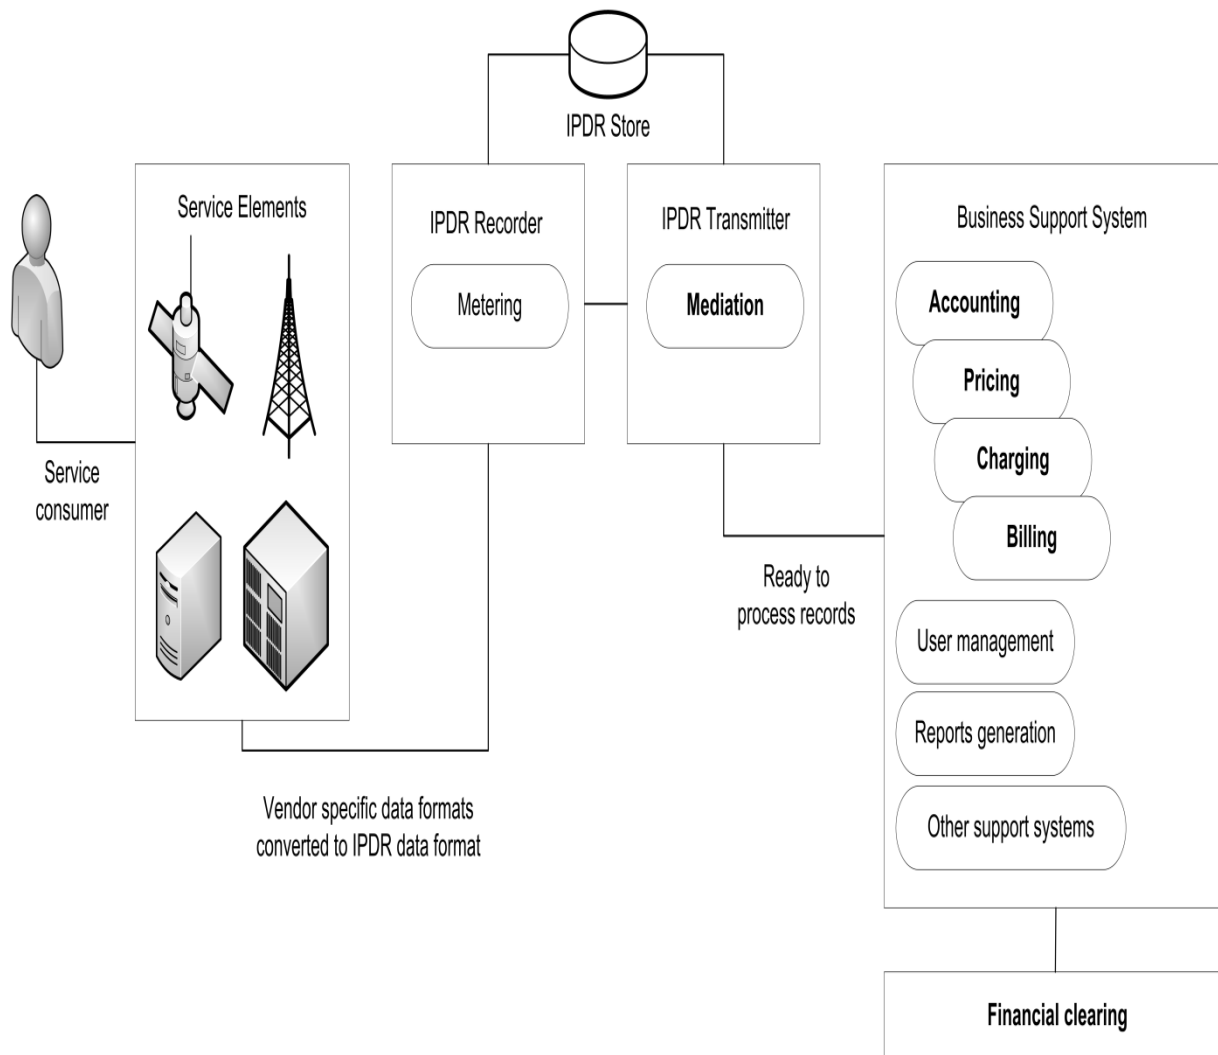 IPDR Store
Service Elements
IPDR Recorder
IPDR Transmitter
Business Support System
Metering
Mediation
Accounting
Pricing
Charging
Billing
Service
consumer
Ready to
process records
User management
Reports generation
Other support systems
Vendor specific data formats
converted to IPDR data format
Financial clearing